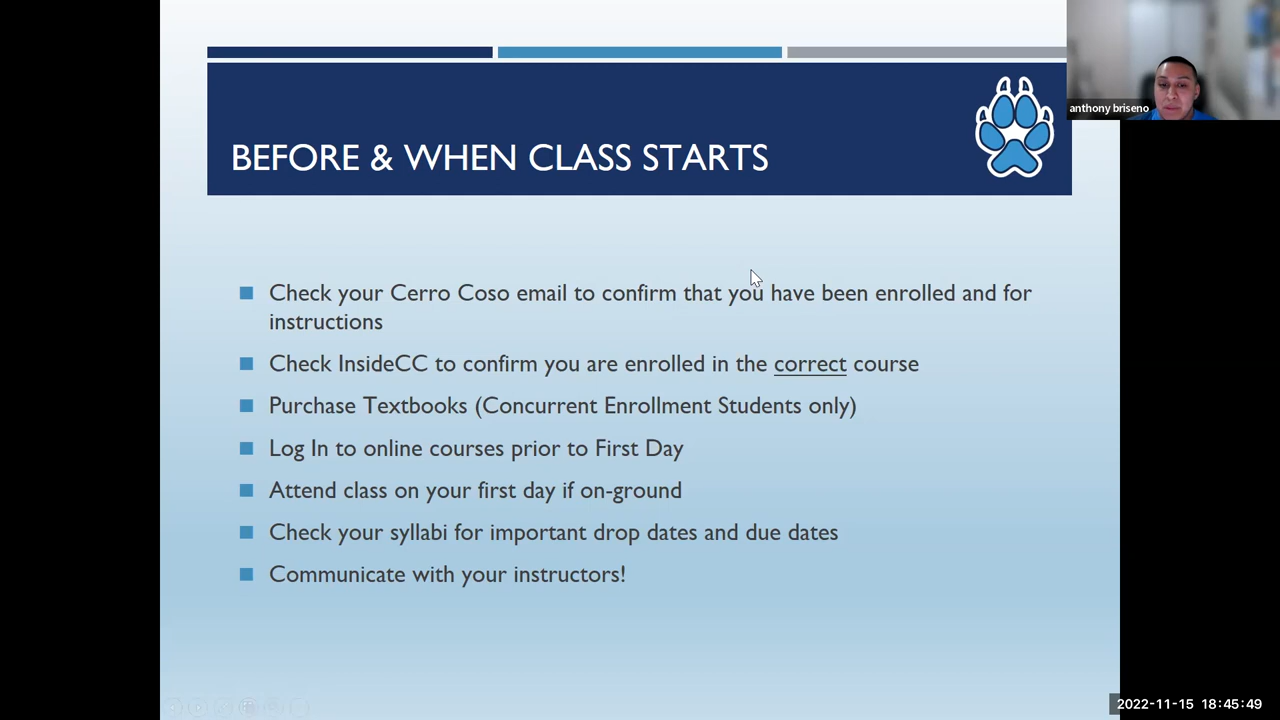 anthony briseno
BEFORE & WHEN CLASS STARTS
Check your Cerro Coso email to confirm that you have been enrolled and for
instructions
Check InsideCC to confirm you are enrolled in the correct course
Purchase Textbooks (Concurrent Enrollment Students only)
Log In to online courses prior to First Day
Attend class on your first day if on-ground
Check your syllabi for important drop dates and due dates
Communicate with your instructors!
2022-11-15 18:45:49